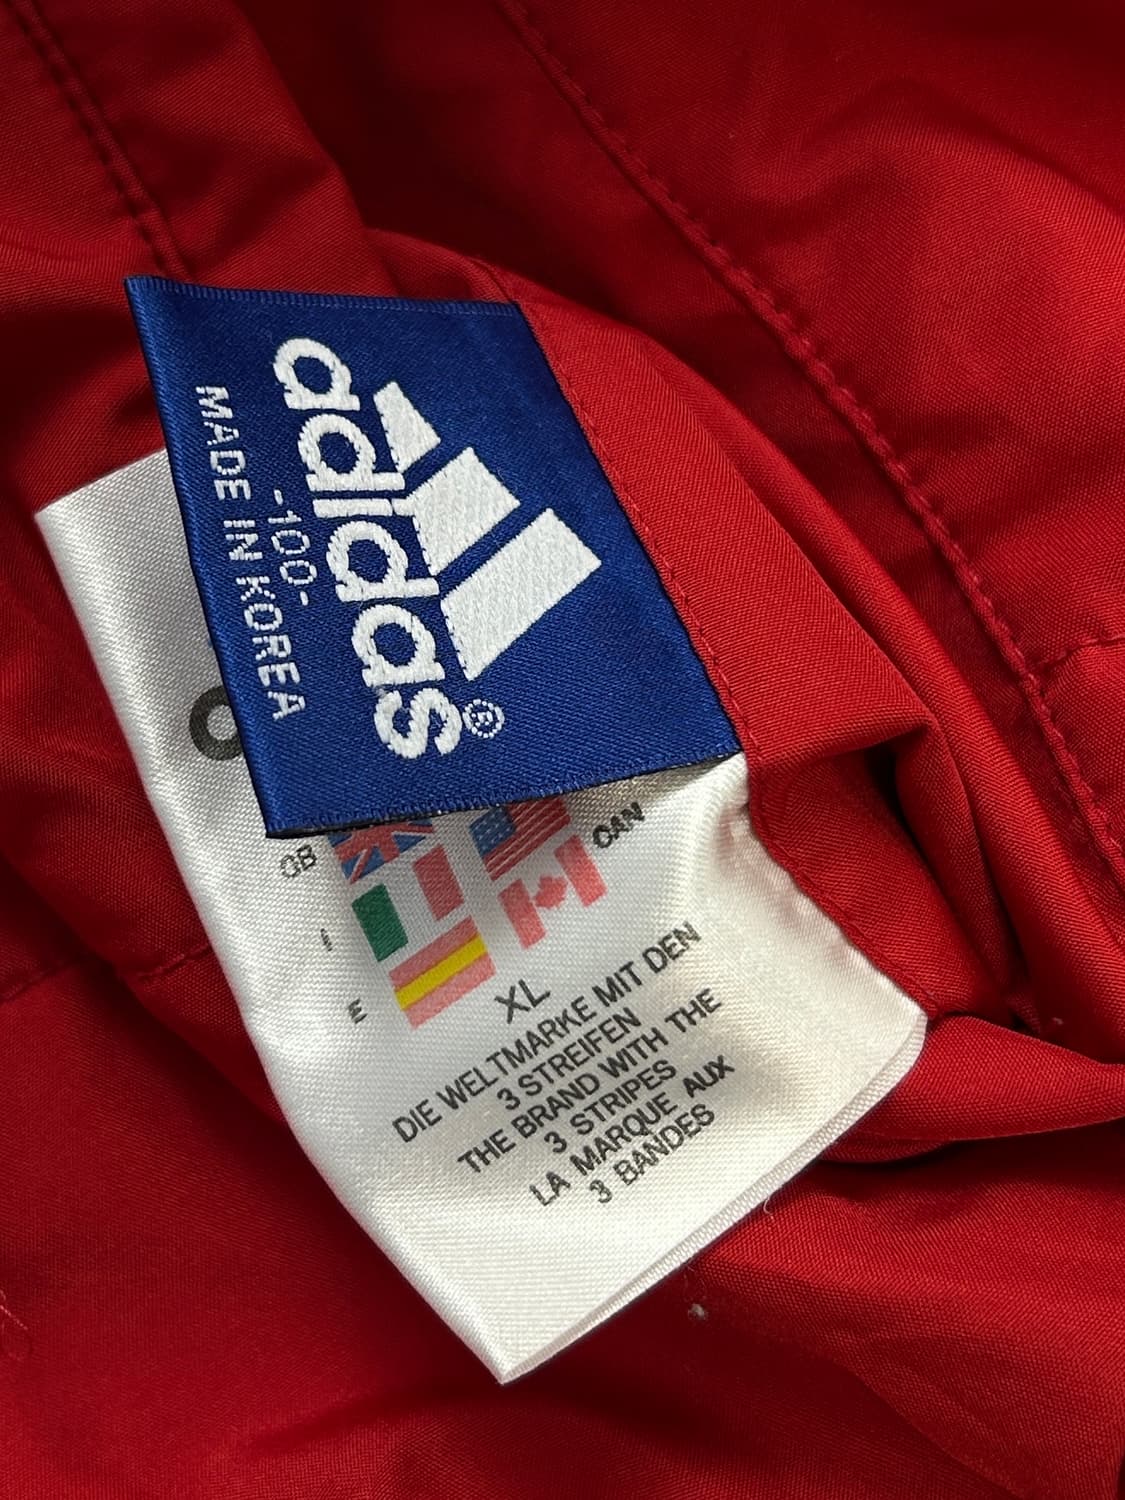 adidas®
-100-
MADE IN KOREA
GB
CAN
I
E
XL
DIE WELTMARKE MIT DEN
3 STREIFEN
THE BRAND WITH THE
3 STRIPES
LA MARQUE AUX
3 BANDES